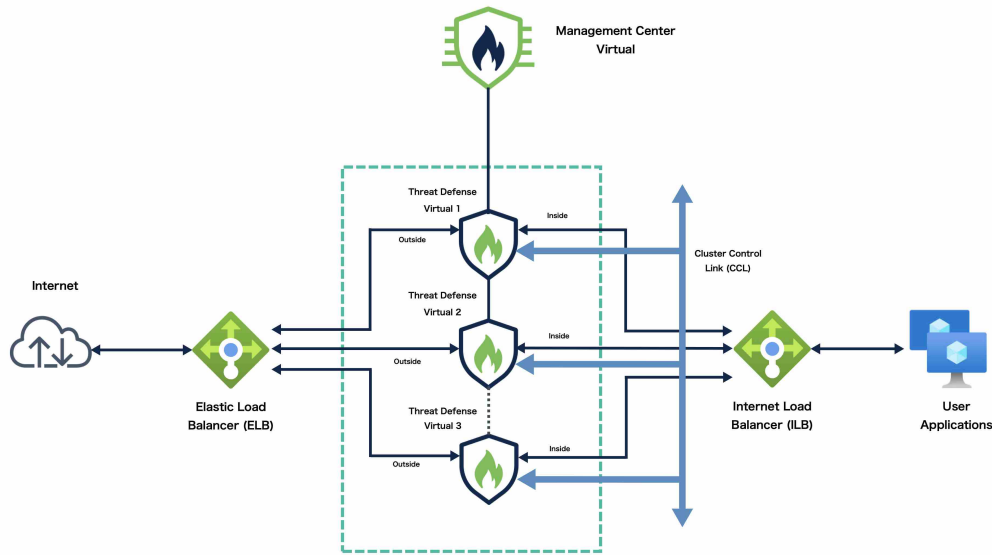 Management Center
Virtual
Threat Defense
Virtual 1
Inside
Outside
Cluster Control
Link (CCL)
Internet
Threat Defense
Virtual 2
Inside
Outside
Elastic Load
Balancer (ELB)
Internet Load
Balancer (ILB)
User
Applications
Threat Defense
Virtual 3
Inside
Outside